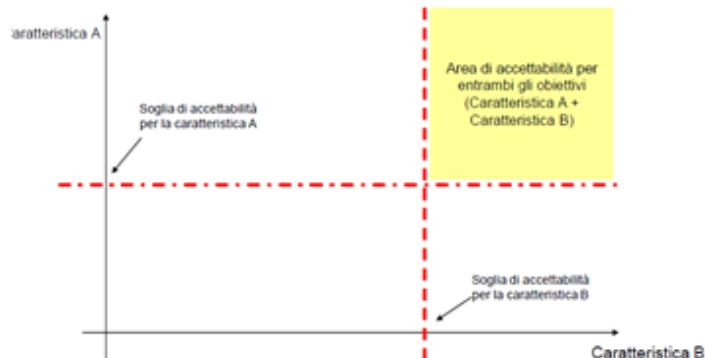 aratteristica A
Area di accettabilità per
entrambi gli obiettivi
(Caratteristica A +
Caratteristica B)
Soglia di accettabilità
per la caratteristica A
Soglia di accettabilità
per la caratteristica B
Caratteristica B